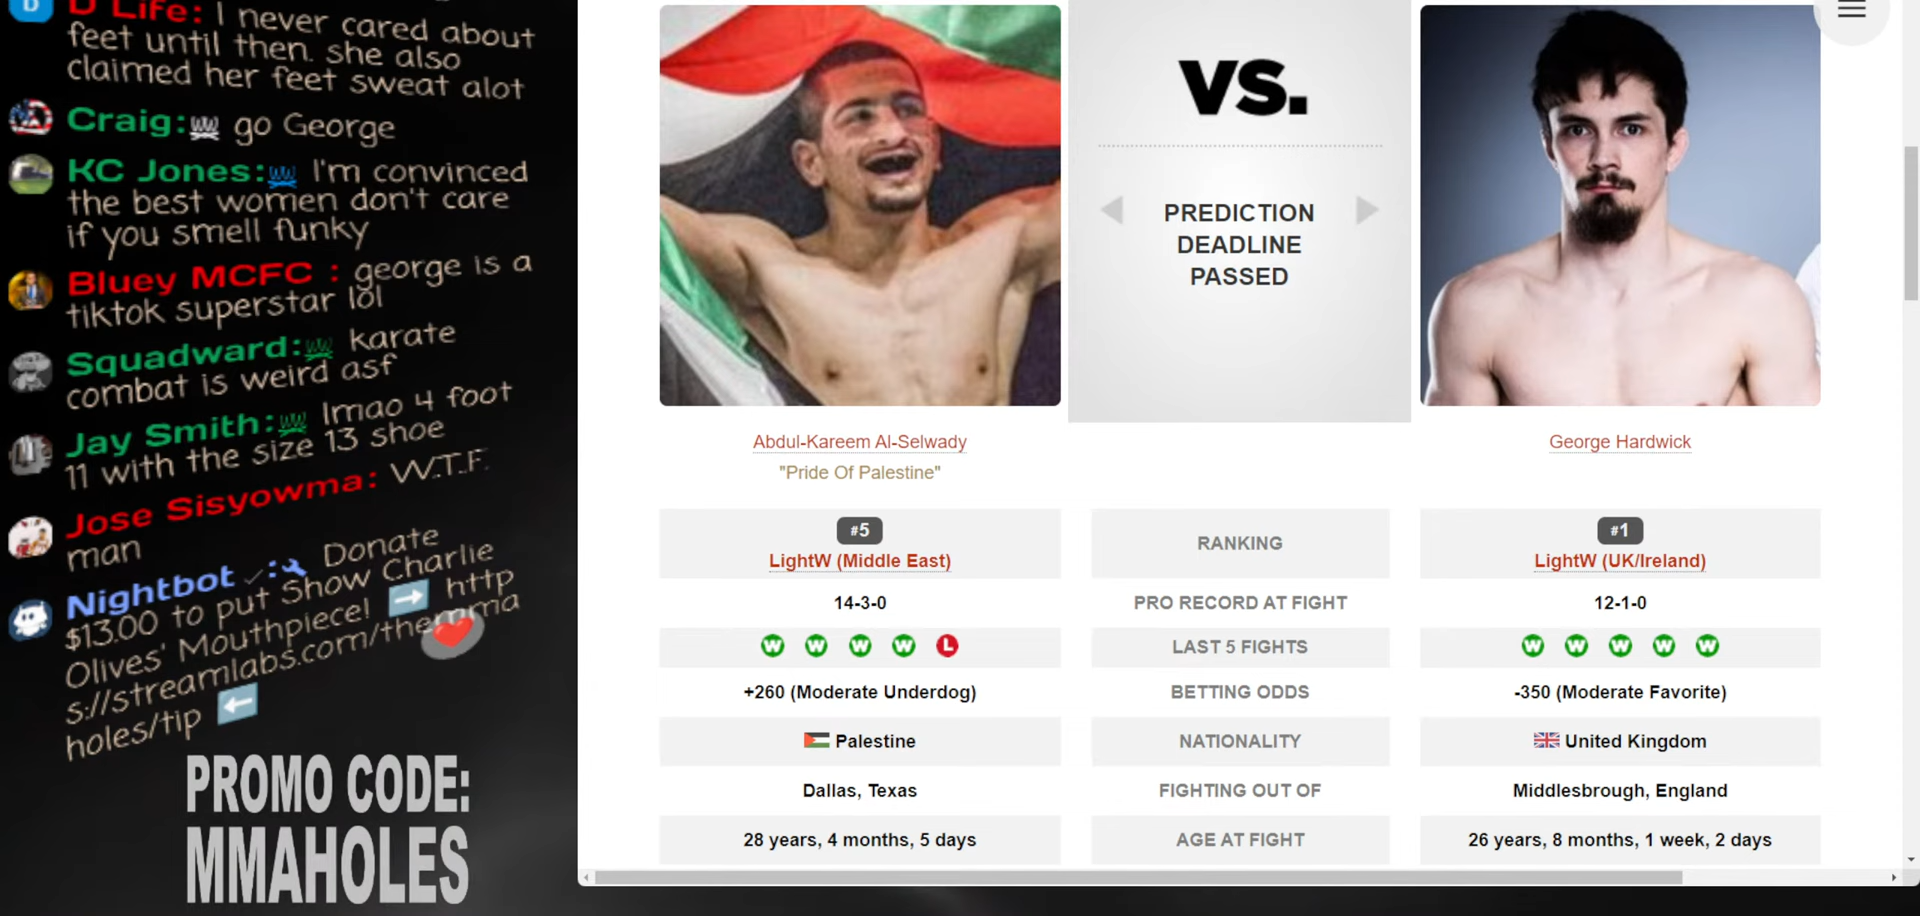 D Life: I never cared about
feet until then. she also
claimed her feet sweat alot
Craig: go George
KC Jones: I'm convinced
the best women don't care
if you smell funky
Bluey MCFC : george is a
tiktok superstar lol
Squadward: karate
combat is weird asf
Jay Smith: lmao 4 foot
11 with the size 13 shoe
Jose Sisyowma: W.T.F.
man
Nightbot ✓: Donate
$13.00 to put Show Charlie
Olives' Mouthpiece! ➡ http
s://streamlabs.com/themma
holes/tip ⬅
PROMO CODE:
MMAHOLES
VS.
PREDICTION
DEADLINE
PASSED
Abdul-Kareem Al-Selwady
"Pride Of Palestine"
George Hardwick
#5
LightW (Middle East)
RANKING
#1
LightW (UK/Ireland)
14-3-0 PRO RECORD AT FIGHT 12-1-0
W W W W L LAST 5 FIGHTS W W W W W
+260 (Moderate Underdog) BETTING ODDS -350 (Moderate Favorite)
Palestine NATIONALITY United Kingdom
Dallas, Texas FIGHTING OUT OF Middlesbrough, England
28 years, 4 months, 5 days AGE AT FIGHT 26 years, 8 months, 1 week, 2 days